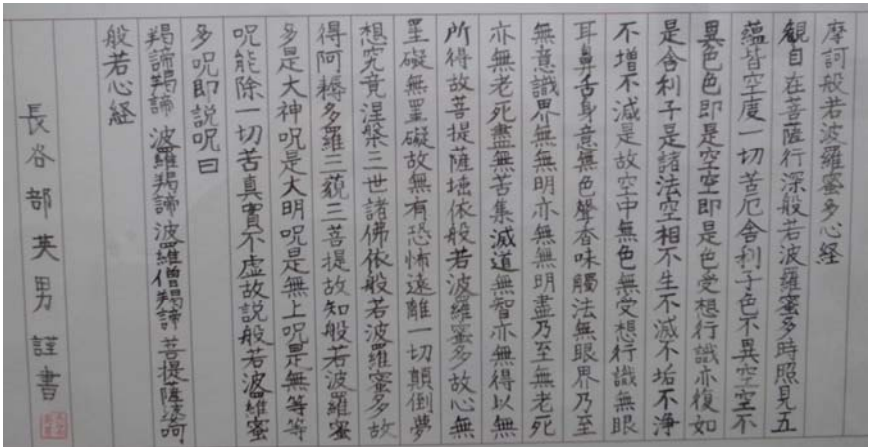 摩訶般若波羅蜜多心経
観自在菩薩行深般若波羅蜜多時照見五
蘊皆空度一切苦厄舎利子色不異空空不
異色色即是空空即是色受想行識亦復如
是舎利子是諸法空相不生不滅不垢不浄
不増不減是故空中無色無受想行識無眼
耳鼻舌身意無色聲香味觸法無眼界乃至
無意識界無無明亦無無明盡乃至無老死
亦無老死盡無苦集滅道無智亦無得以無
所得故菩提薩埵依般若波羅蜜多故心無
罣礙無罣礙故無有恐怖遠離一切顛倒夢
想究竟涅槃三世諸佛依般若波羅蜜多故
得阿耨多羅三藐三菩提故知般若波羅蜜
多是大神呪是大明呪是無上呪是無等等
呪能除一切苦真實不虚故説般若波羅蜜
多呪即説呪曰
羯諦羯諦 波羅羯諦 波羅僧羯諦 菩提薩婆訶
般若心経
長谷部英男謹書